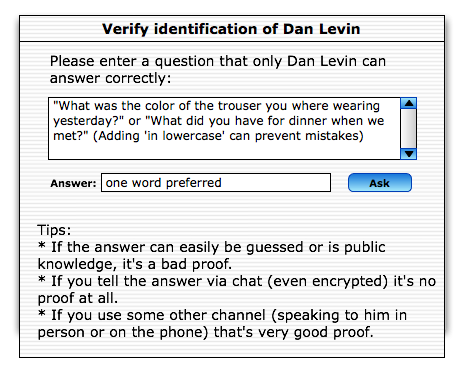 Verify identification of Dan Levin
Please enter a question that only Dan Levin can
answer correctly:
"What was the color of the trouser you where wearing
yesterday?" or "What did you have for dinner when we
met?" (Adding 'in lowercase' can prevent mistakes)
Answer: one word preferred Ask
Tips:
* If the answer can easily be guessed or is public
knowledge, it's a bad proof.
* If you tell the answer via chat (even encrypted) it's no
proof at all.
* If you use some other channel (speaking to him in
person or on the phone) that's very good proof.